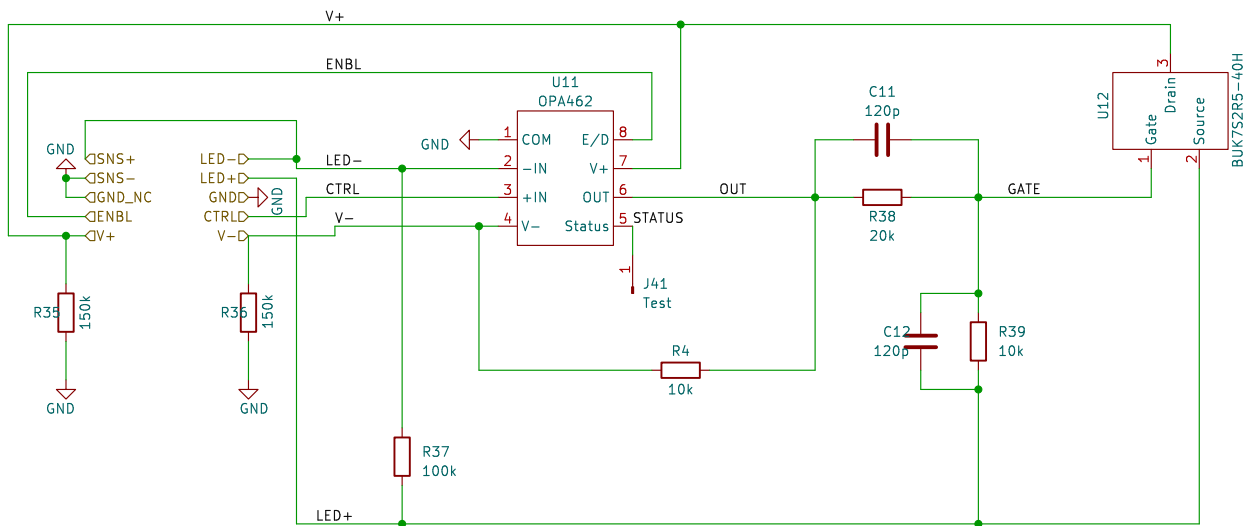 V+
ENBL
U11
OPA462
C11
120p
U12
3
Drain
Gate
Source
1
2
BUK7S2R5-40H
GND
1
COM
E/D
8
GND
SNS+
LED-
LED-
2
-IN
V+
7
SNS-
LED+
GND_NC
GND
GND
CTRL
3
+IN
OUT
6
OUT
GATE
ENBL
CTRL
V-
4
V-
Status
5
STATUS
R38
20k
V+
V-
1
J41
Test
R35
150k
R36
150k
C12
120p
R39
10k
R4
10k
GND
GND
R37
100k
LED+